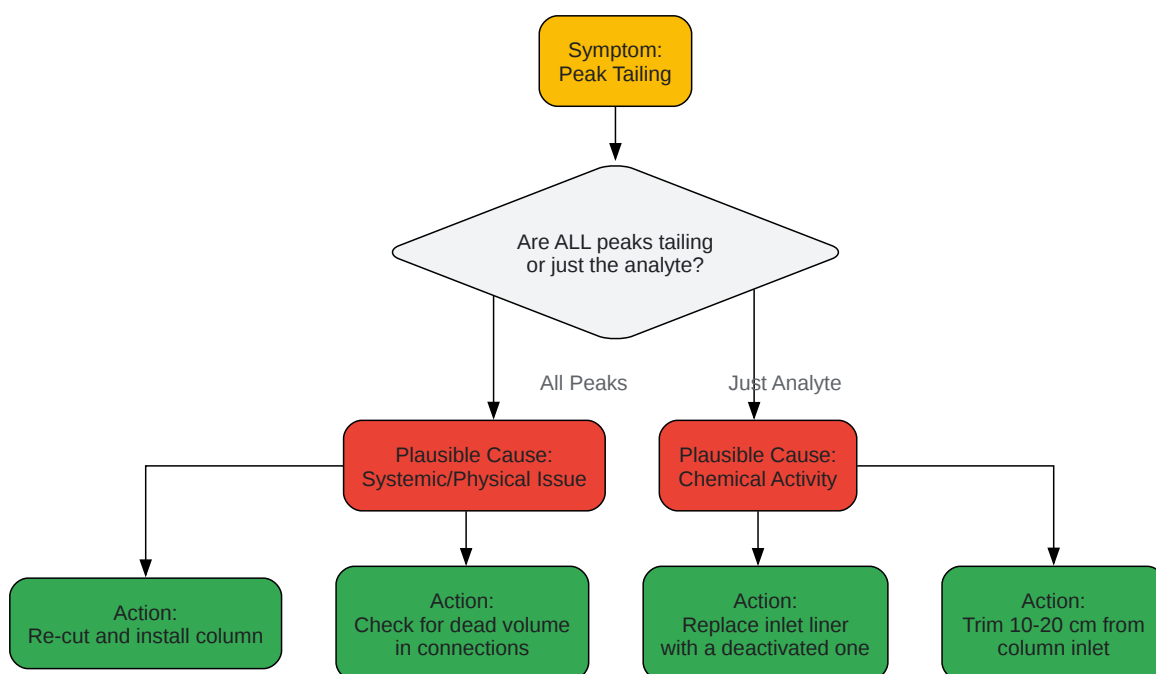 Symptom:
Peak Tailing
Are ALL peaks tailing
or just the analyte?
All Peaks
Just Analyte
Plausible Cause:
Systemic/Physical Issue
Plausible Cause:
Chemical Activity
Action:
Re-cut and install column
Action:
Check for dead volume
in connections
Action:
Replace inlet liner
with a deactivated one
Action:
Trim 10-20 cm from
column inlet